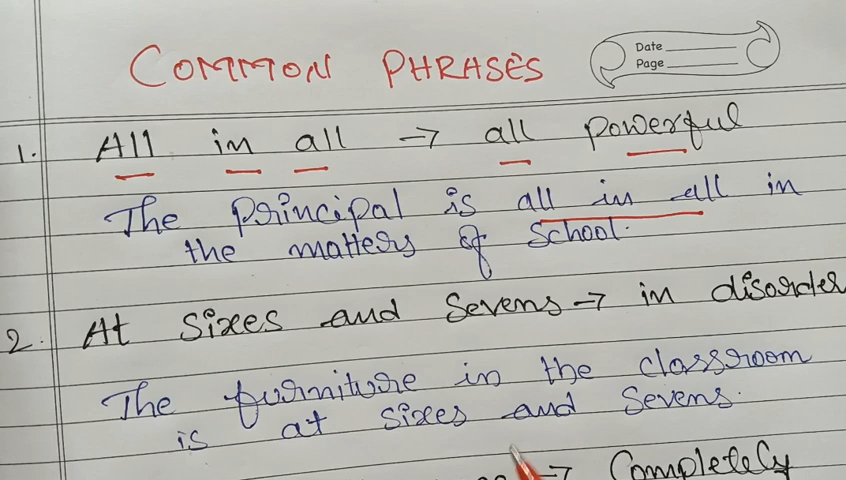 COMMON PHRASES
Date
Page
1. All in all → all powerful
The principal is all in all in
the matters of school.
2. At sixes and sevens → in disorder
The furniture in the classroom
is at sixes and sevens.
→ Completely